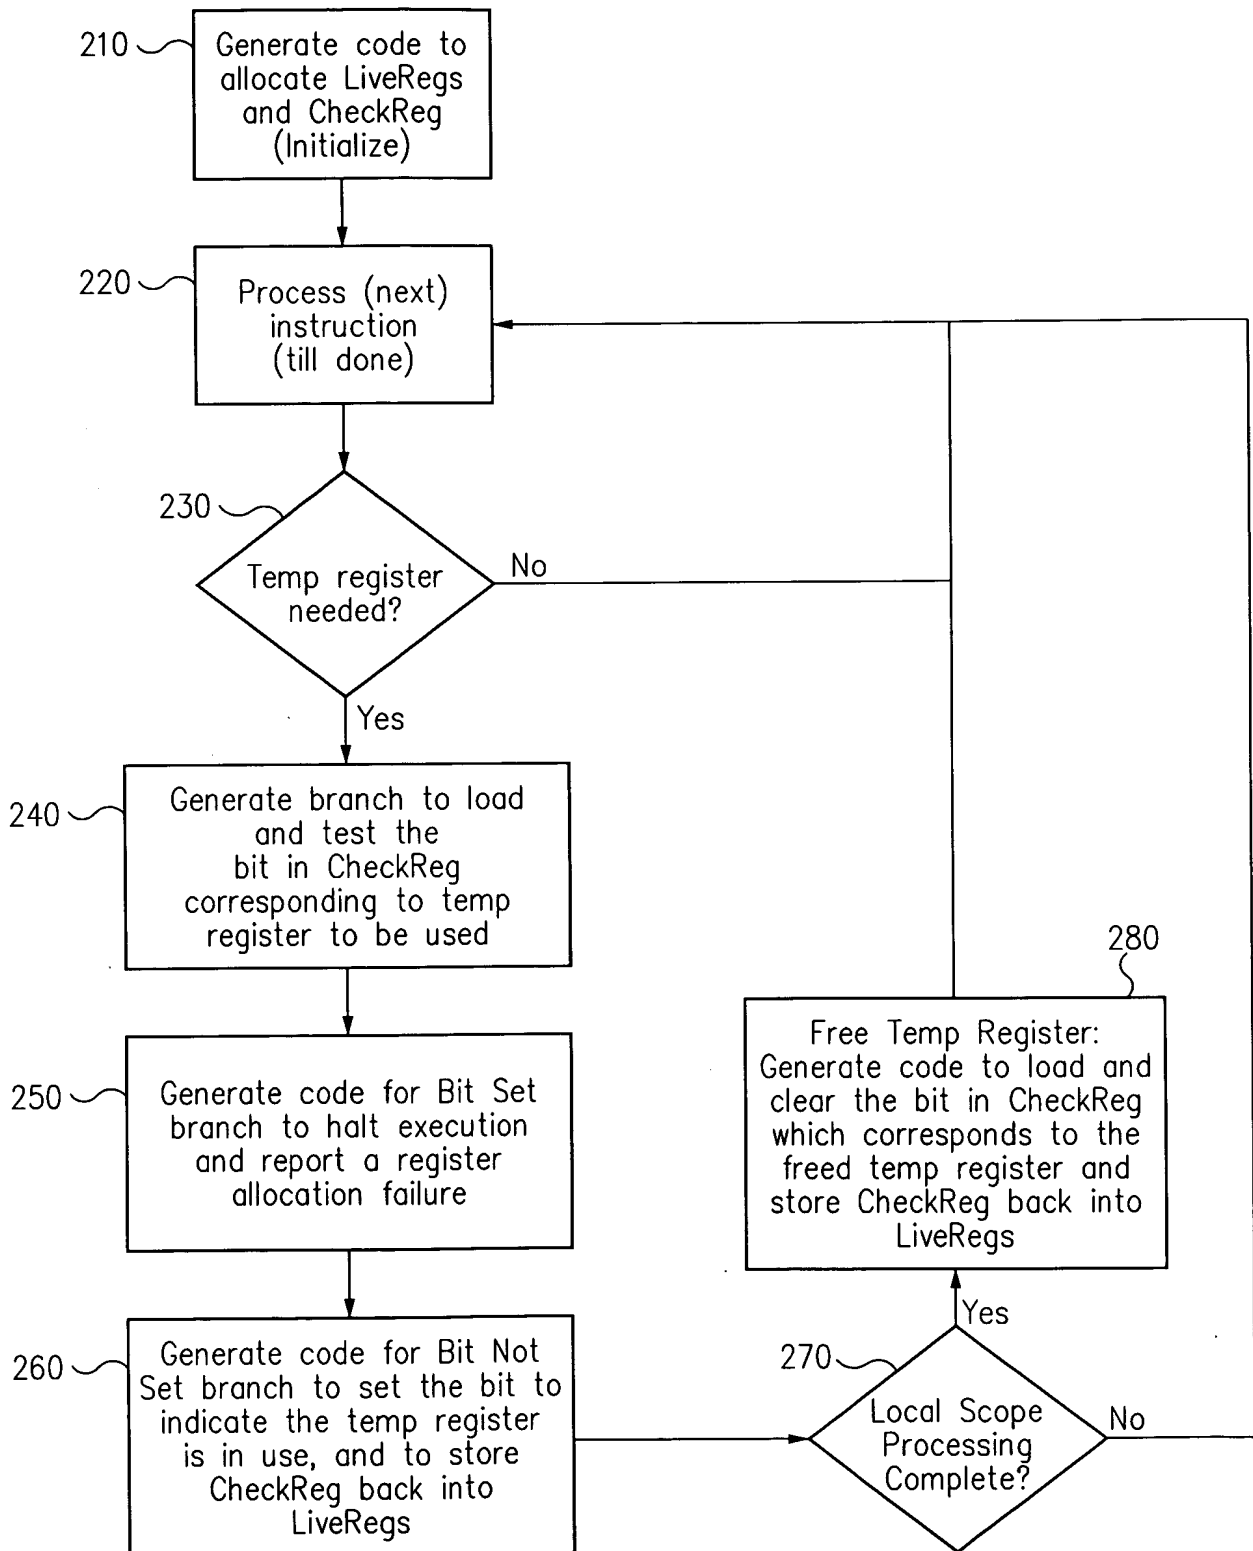 210
Generate code to
allocate LiveRegs
and CheckReg
(Initialize)
220
Process (next)
instruction
(till done)
230
Temp register
needed?
No
Yes
240
Generate branch to load
and test the
bit in CheckReg
corresponding to temp
register to be used
250
Generate code for Bit Set
branch to halt execution
and report a register
allocation failure
260
Generate code for Bit Not
Set branch to set the bit to
indicate the temp register
is in use, and to store
CheckReg back into
LiveRegs
270
Local Scope
Processing
Complete?
No
Yes
280
Free Temp Register:
Generate code to load and
clear the bit in CheckReg
which corresponds to the
freed temp register and
store CheckReg back into
LiveRegs